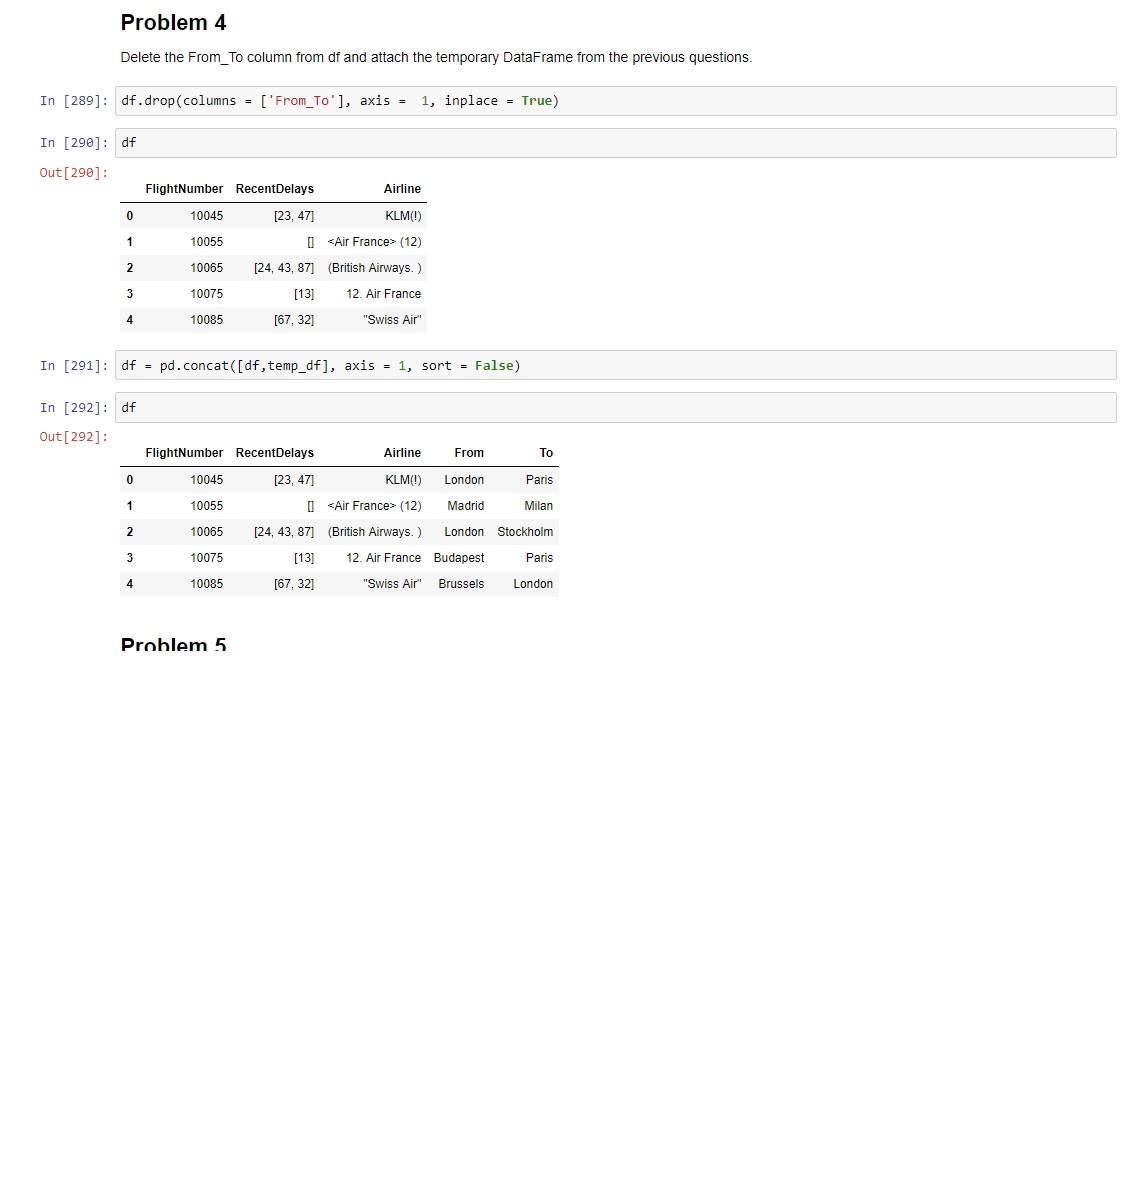 Problem 4
Delete the From_To column from df and attach the temporary DataFrame from the previous questions.
In [289]: df.drop(columns = ['From_To'], axis =  1, inplace = True)
In [290]: df
Out[290]:
FlightNumber RecentDelays Airline
0 10045 [23, 47] KLM(!)
1 10055 [] <Air France> (12)
2 10065 [24, 43, 87] (British Airways. )
3 10075 [13] 12. Air France
4 10085 [67, 32] "Swiss Air"
In [291]: df = pd.concat([df,temp_df], axis = 1, sort = False)
In [292]: df
Out[292]:
FlightNumber RecentDelays Airline From To
0 10045 [23, 47] KLM(!) London Paris
1 10055 [] <Air France> (12) Madrid Milan
2 10065 [24, 43, 87] (British Airways. ) London Stockholm
3 10075 [13] 12. Air France Budapest Paris
4 10085 [67, 32] "Swiss Air" Brussels London
Problem 5